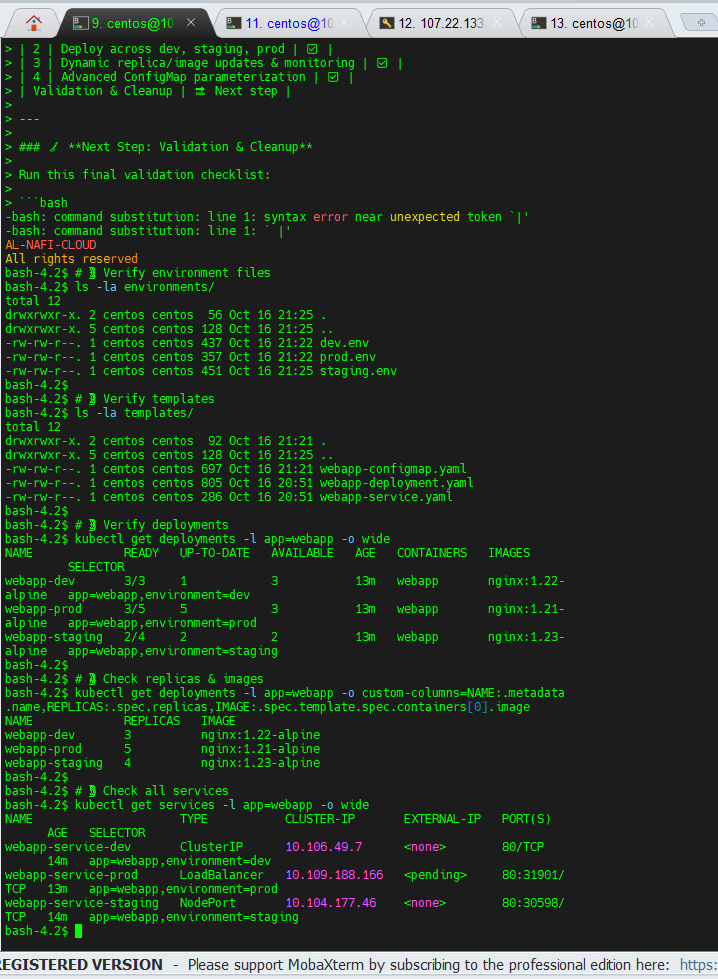 9. centos@10
11. centos@10
12. 107.22.133
13. centos@10
> | 2 | Deploy across dev, staging, prod | ☑ |
> | 3 | Dynamic replica/image updates & monitoring | ☑ |
> | 4 | Advanced ConfigMap parameterization | ☑ |
> | Validation & Cleanup | Next step |
>
> ---
>
> ### **Next Step: Validation & Cleanup**
>
> Run this final validation checklist:
>
> ```bash
-bash: command substitution: line 1: syntax error near unexpected token `|'
-bash: command substitution: line 1: ` |'
AL-NAFI-CLOUD
All rights reserved
bash-4.2$ # Verify environment files
bash-4.2$ ls -la environments/
total 12
drwxrwxr-x. 2 centos centos  56 Oct 16 21:25 .
drwxrwxr-x. 5 centos centos 128 Oct 16 21:25 ..
-rw-rw-r--. 1 centos centos 437 Oct 16 21:22 dev.env
-rw-rw-r--. 1 centos centos 357 Oct 16 21:22 prod.env
-rw-rw-r--. 1 centos centos 451 Oct 16 21:25 staging.env
bash-4.2$
bash-4.2$ # Verify templates
bash-4.2$ ls -la templates/
total 12
drwxrwxr-x. 2 centos centos  92 Oct 16 21:21 .
drwxrwxr-x. 5 centos centos 128 Oct 16 21:25 ..
-rw-rw-r--. 1 centos centos 697 Oct 16 21:21 webapp-configmap.yaml
-rw-rw-r--. 1 centos centos 805 Oct 16 20:51 webapp-deployment.yaml
-rw-rw-r--. 1 centos centos 286 Oct 16 20:51 webapp-service.yaml
bash-4.2$
bash-4.2$ # Verify deployments
bash-4.2$ kubectl get deployments -l app=webapp -o wide
NAME             READY   UP-TO-DATE   AVAILABLE   AGE   CONTAINERS   IMAGES
         SELECTOR
webapp-dev       3/3     1            3           13m   webapp       nginx:1.22-
alpine   app=webapp,environment=dev
webapp-prod      3/5     5            3           13m   webapp       nginx:1.21-
alpine   app=webapp,environment=prod
webapp-staging   2/4     2            2           13m   webapp       nginx:1.23-
alpine   app=webapp,environment=staging
bash-4.2$
bash-4.2$ # Check replicas & images
bash-4.2$ kubectl get deployments -l app=webapp -o custom-columns=NAME:.metadata
.name,REPLICAS:.spec.replicas,IMAGE:.spec.template.spec.containers[0].image
NAME             REPLICAS   IMAGE
webapp-dev       3          nginx:1.22-alpine
webapp-prod      5          nginx:1.21-alpine
webapp-staging   4          nginx:1.23-alpine
bash-4.2$
bash-4.2$ # Check all services
bash-4.2$ kubectl get services -l app=webapp -o wide
NAME                     TYPE           CLUSTER-IP       EXTERNAL-IP   PORT(S)
      AGE   SELECTOR
webapp-service-dev       ClusterIP      10.106.49.7      <none>        80/TCP
      14m   app=webapp,environment=dev
webapp-service-prod      LoadBalancer   10.109.188.166   <pending>     80:31901/
TCP   13m   app=webapp,environment=prod
webapp-service-staging   NodePort       10.104.177.46    <none>        80:30598/
TCP   14m   app=webapp,environment=staging
bash-4.2$
REGISTERED VERSION - Please support MobaXterm by subscribing to the professional edition here: https: